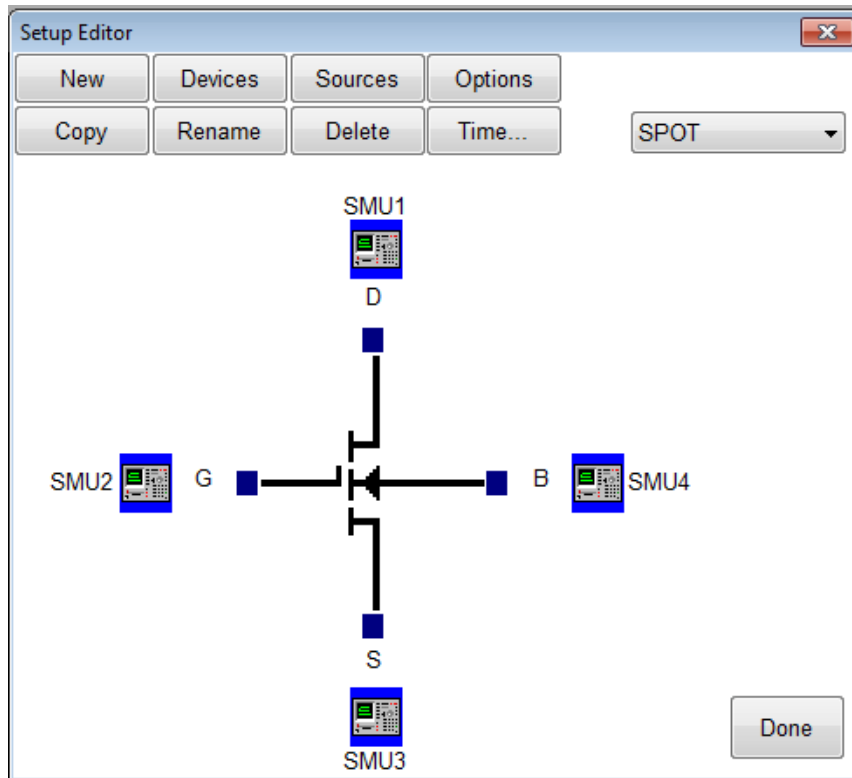 Setup Editor
New Devices Sources Options
Copy Rename Delete Time... SPOT
SMU1
D
SMU2 G B SMU4
S
SMU3
Done